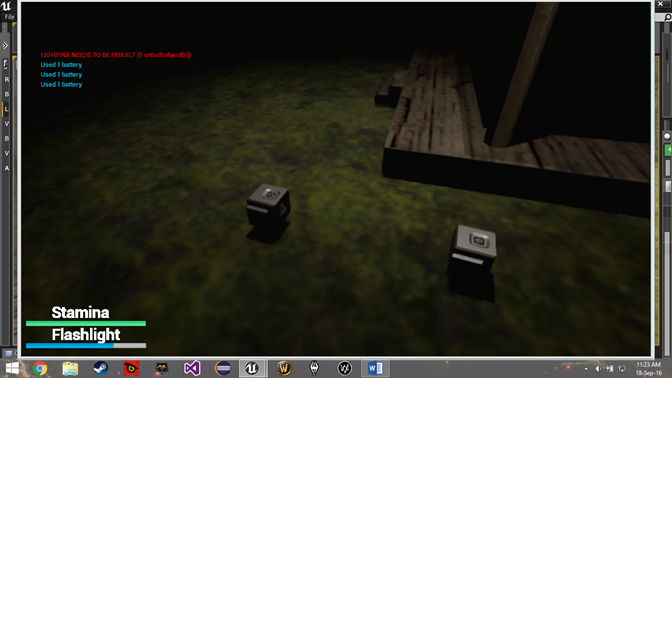 File
LIGHTING NEEDS TO BE REBUILT (1 unbuilt object(s))
Used 1 battery
Used 1 battery
Used 1 battery
R
B
L
V
B
V
A
Stamina
Flashlight
11:23 AM
18-Sep-16